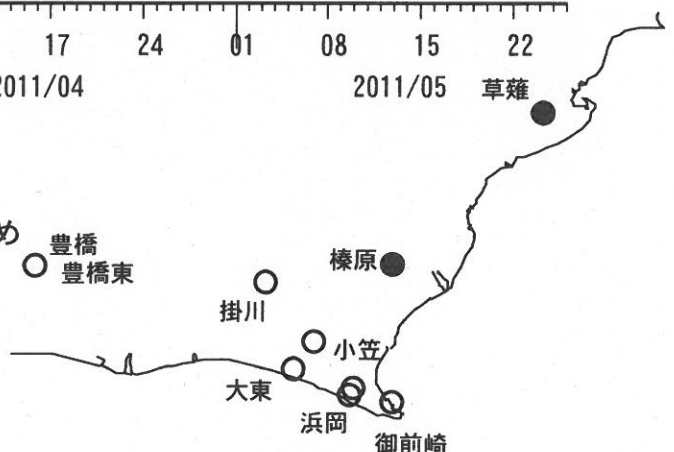 17 24 01 08 15 22
2011/04 2011/05
草薙
め
豊橋
豊橋東
榛原
掛川
小笠
大東
浜岡
御前崎